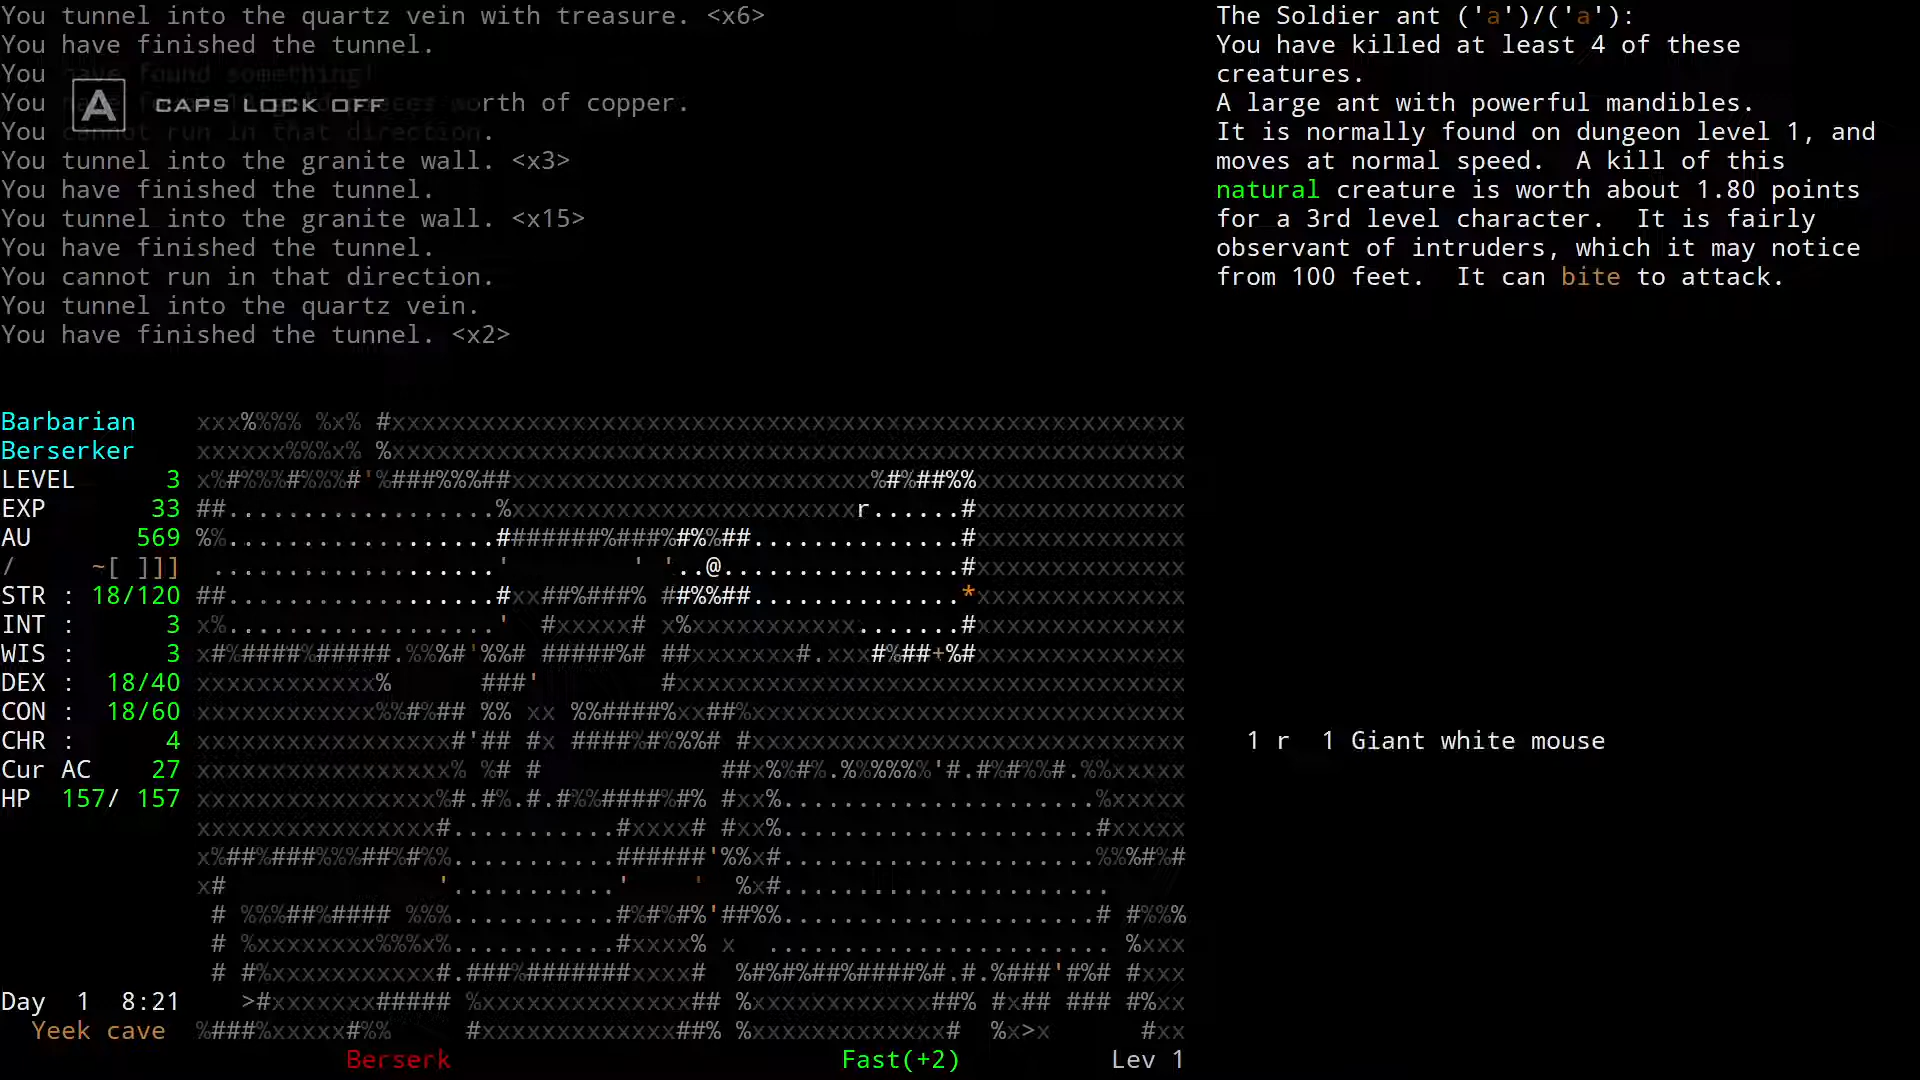 You tunnel into the quartz vein with treasure. <x6>
You have finished the tunnel.
You have found something!
You worth of copper.
A CAPS LOCK OFF
You cannot run in that direction.
You tunnel into the granite wall. <x3>
You have finished the tunnel.
You tunnel into the granite wall. <x15>
You have finished the tunnel.
You cannot run in that direction.
You tunnel into the quartz vein.
You have finished the tunnel. <x2>
The Soldier ant ('a')/('a'):
You have killed at least 4 of these
creatures.
A large ant with powerful mandibles.
It is normally found on dungeon level 1, and
moves at normal speed. A kill of this
natural creature is worth about 1.80 points
for a 3rd level character. It is fairly
observant of intruders, which it may notice
from 100 feet. It can bite to attack.
Barbarian
Berserker
LEVEL 3
EXP 33
AU 569
/ ~[ ]]]
STR : 18/120
INT : 3
WIS : 3
DEX : 18/40
CON : 18/60
CHR : 4
Cur AC 27
HP 157/ 157
1 r 1 Giant white mouse
Day 1 8:21
Yeek cave
Berserk Fast(+2) Lev 1